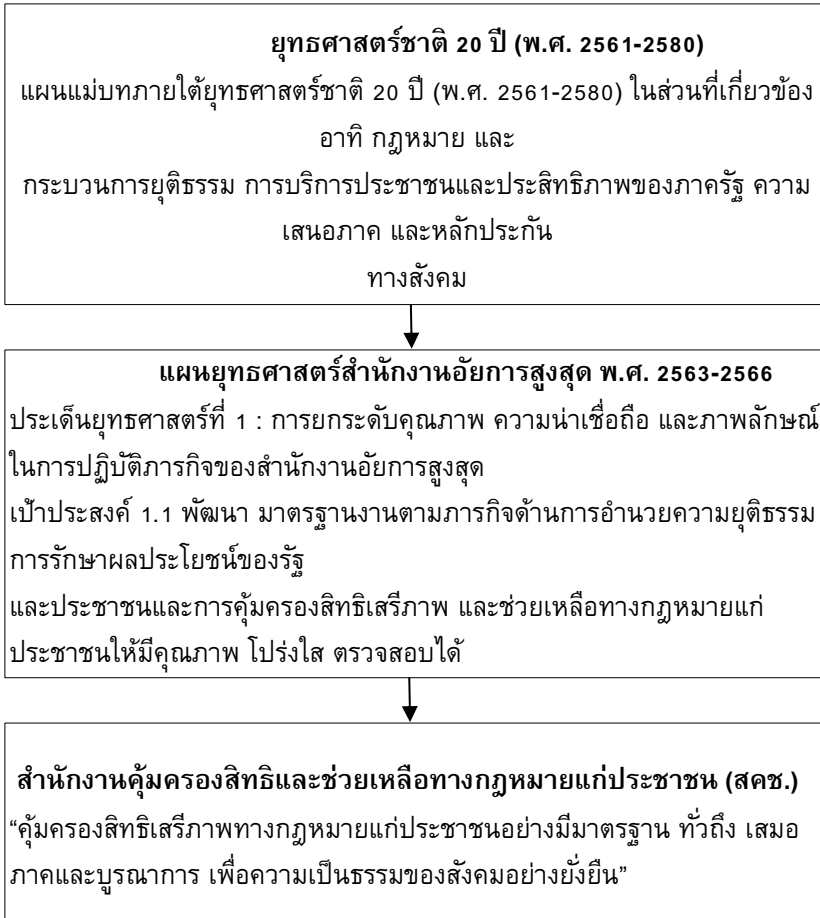 ยุทธศาสตร์ชาติ 20 ปี (พ.ศ. 2561-2580)
แผนแม่บทภายใต้ยุทธศาสตร์ชาติ 20 ปี (พ.ศ. 2561-2580) ในส่วนที่เกี่ยวข้อง
อาทิ กฎหมาย และ
กระบวนการยุติธรรม การบริการประชาชนและประสิทธิภาพของภาครัฐ ความ
เสนอภาค และหลักประกัน
ทางสังคม
แผนยุทธศาสตร์สำนักงานอัยการสูงสุด พ.ศ. 2563-2566
ประเด็นยุทธศาสตร์ที่ 1 : การยกระดับคุณภาพ ความน่าเชื่อถือ และภาพลักษณ์
ในการปฏิบัติภารกิจของสำนักงานอัยการสูงสุด
เป้าประสงค์ 1.1 พัฒนา มาตรฐานงานตามภารกิจด้านการอำนวยความยุติธรรม
การรักษาผลประโยชน์ของรัฐ
และประชาชนและการคุ้มครองสิทธิเสรีภาพ และช่วยเหลือทางกฎหมายแก่
ประชาชนให้มีคุณภาพ โปร่งใส ตรวจสอบได้
สำนักงานคุ้มครองสิทธิและช่วยเหลือทางกฎหมายแก่ประชาชน (สคช.)
“คุ้มครองสิทธิเสรีภาพทางกฎหมายแก่ประชาชนอย่างมีมาตรฐาน ทั่วถึง เสมอ
ภาคและบูรณาการ เพื่อความเป็นธรรมของสังคมอย่างยั่งยืน”